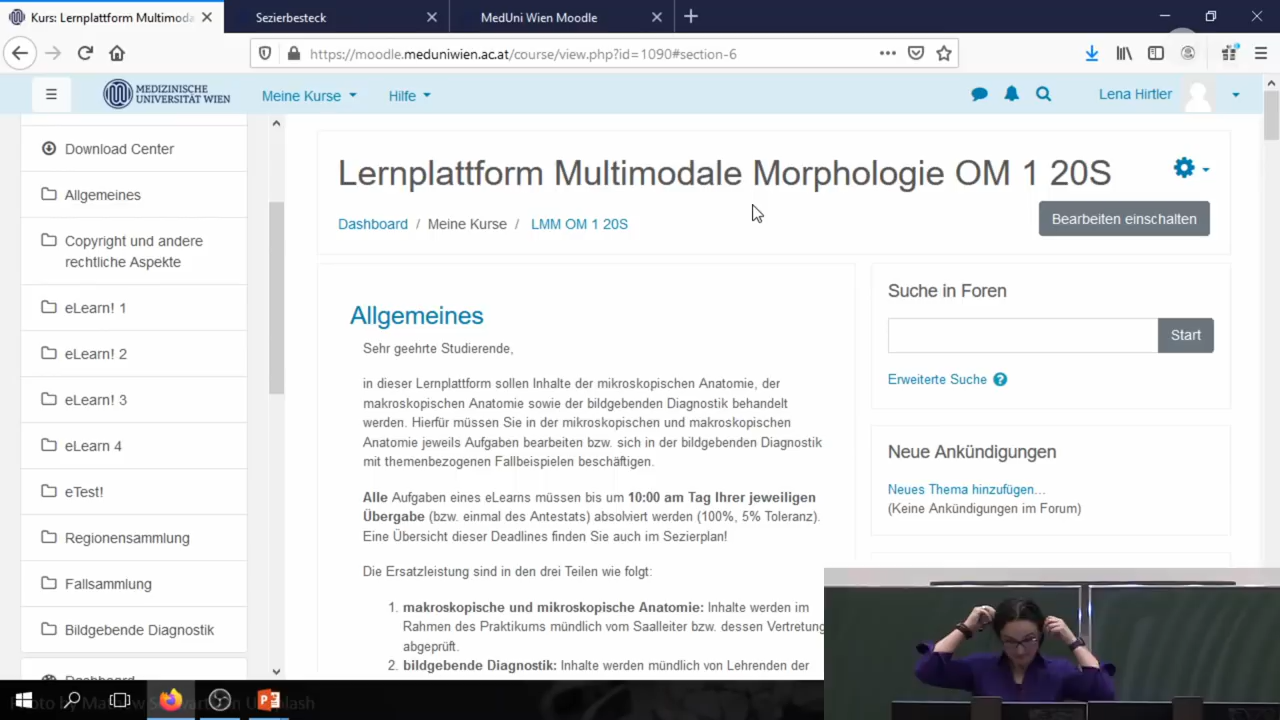 Kurs: Lernplattform Multimoda
Sezierbesteck
MedUni Wien Moodle
https://moodle.meduniwien.ac.at/course/view.php?id=1090#section-6
MEDIZINISCHE
UNIVERSITÄT WIEN
Meine Kurse
Hilfe
Lena Hirtler
Download Center
Allgemeines
Copyright und andere
rechtliche Aspekte
eLearn! 1
eLearn! 2
eLearn! 3
eLearn 4
eTest!
Regionensammlung
Fallsammlung
Bildgebende Diagnostik
Dashboard
Lernplattform Multimodale Morphologie OM 1 20S
Dashboard / Meine Kurse / LMM OM 1 20S
Bearbeiten einschalten
Allgemeines
Sehr geehrte Studierende,
in dieser Lernplattform sollen Inhalte der mikroskopischen Anatomie, der
makroskopischen Anatomie sowie der bildgebenden Diagnostik behandelt
werden. Hierfür müssen Sie in der mikroskopischen und makroskopischen
Anatomie jeweils Aufgaben bearbeiten bzw. sich in der bildgebenden Diagnostik
mit themenbezogenen Fallbeispielen beschäftigen.
Alle Aufgaben eines eLearns müssen bis um 10:00 am Tag Ihrer jeweiligen
Übergabe (bzw. einmal des Antestats) absolviert werden (100%, 5% Toleranz).
Eine Übersicht dieser Deadlines finden Sie auch im Sezierplan!
Die Ersatzleistung sind in den drei Teilen wie folgt:
1. makroskopische und mikroskopische Anatomie: Inhalte werden im
Rahmen des Praktikums mündlich vom Saalleiter bzw. dessen Vertretung
abgeprüft.
2. bildgebende Diagnostik: Inhalte werden mündlich von Lehrenden der
Suche in Foren
Start
Erweiterte Suche
Neue Ankündigungen
Neues Thema hinzufügen...
(Keine Ankündigungen im Forum)